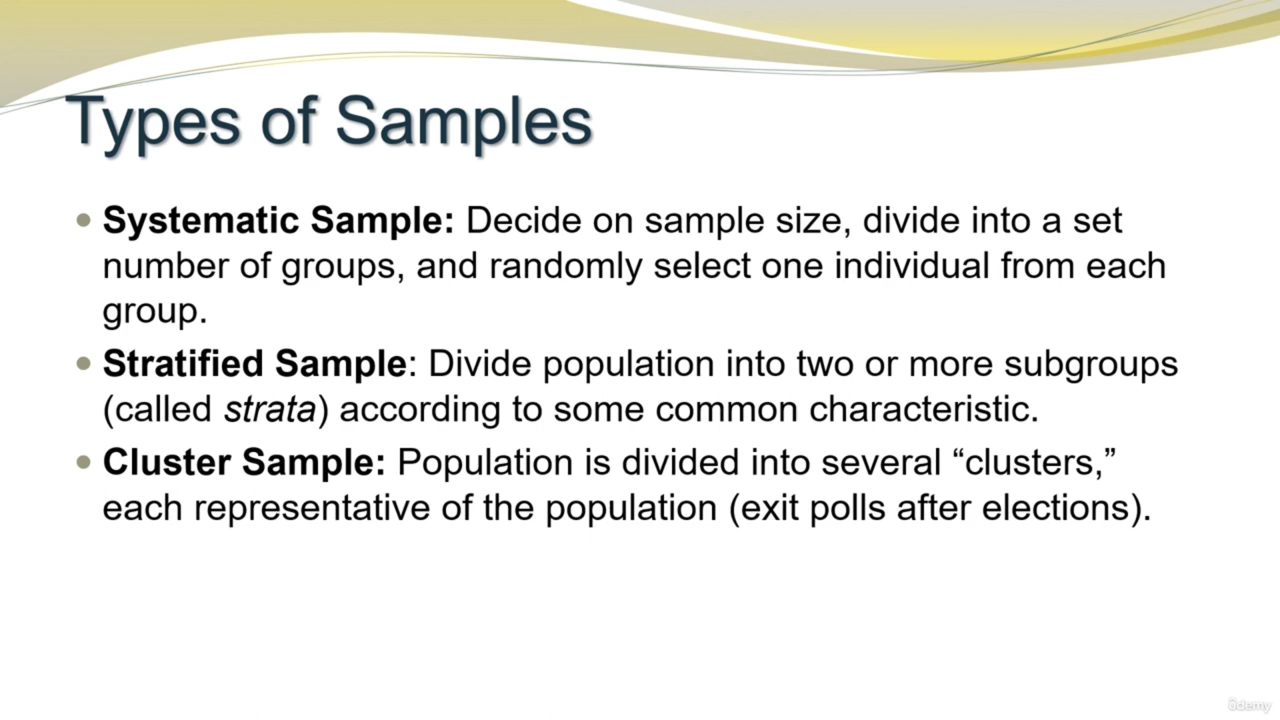 Types of Samples
• Systematic Sample: Decide on sample size, divide into a set
number of groups, and randomly select one individual from each
group.
• Stratified Sample: Divide population into two or more subgroups
(called strata) according to some common characteristic.
• Cluster Sample: Population is divided into several “clusters,”
each representative of the population (exit polls after elections).
ûdemy